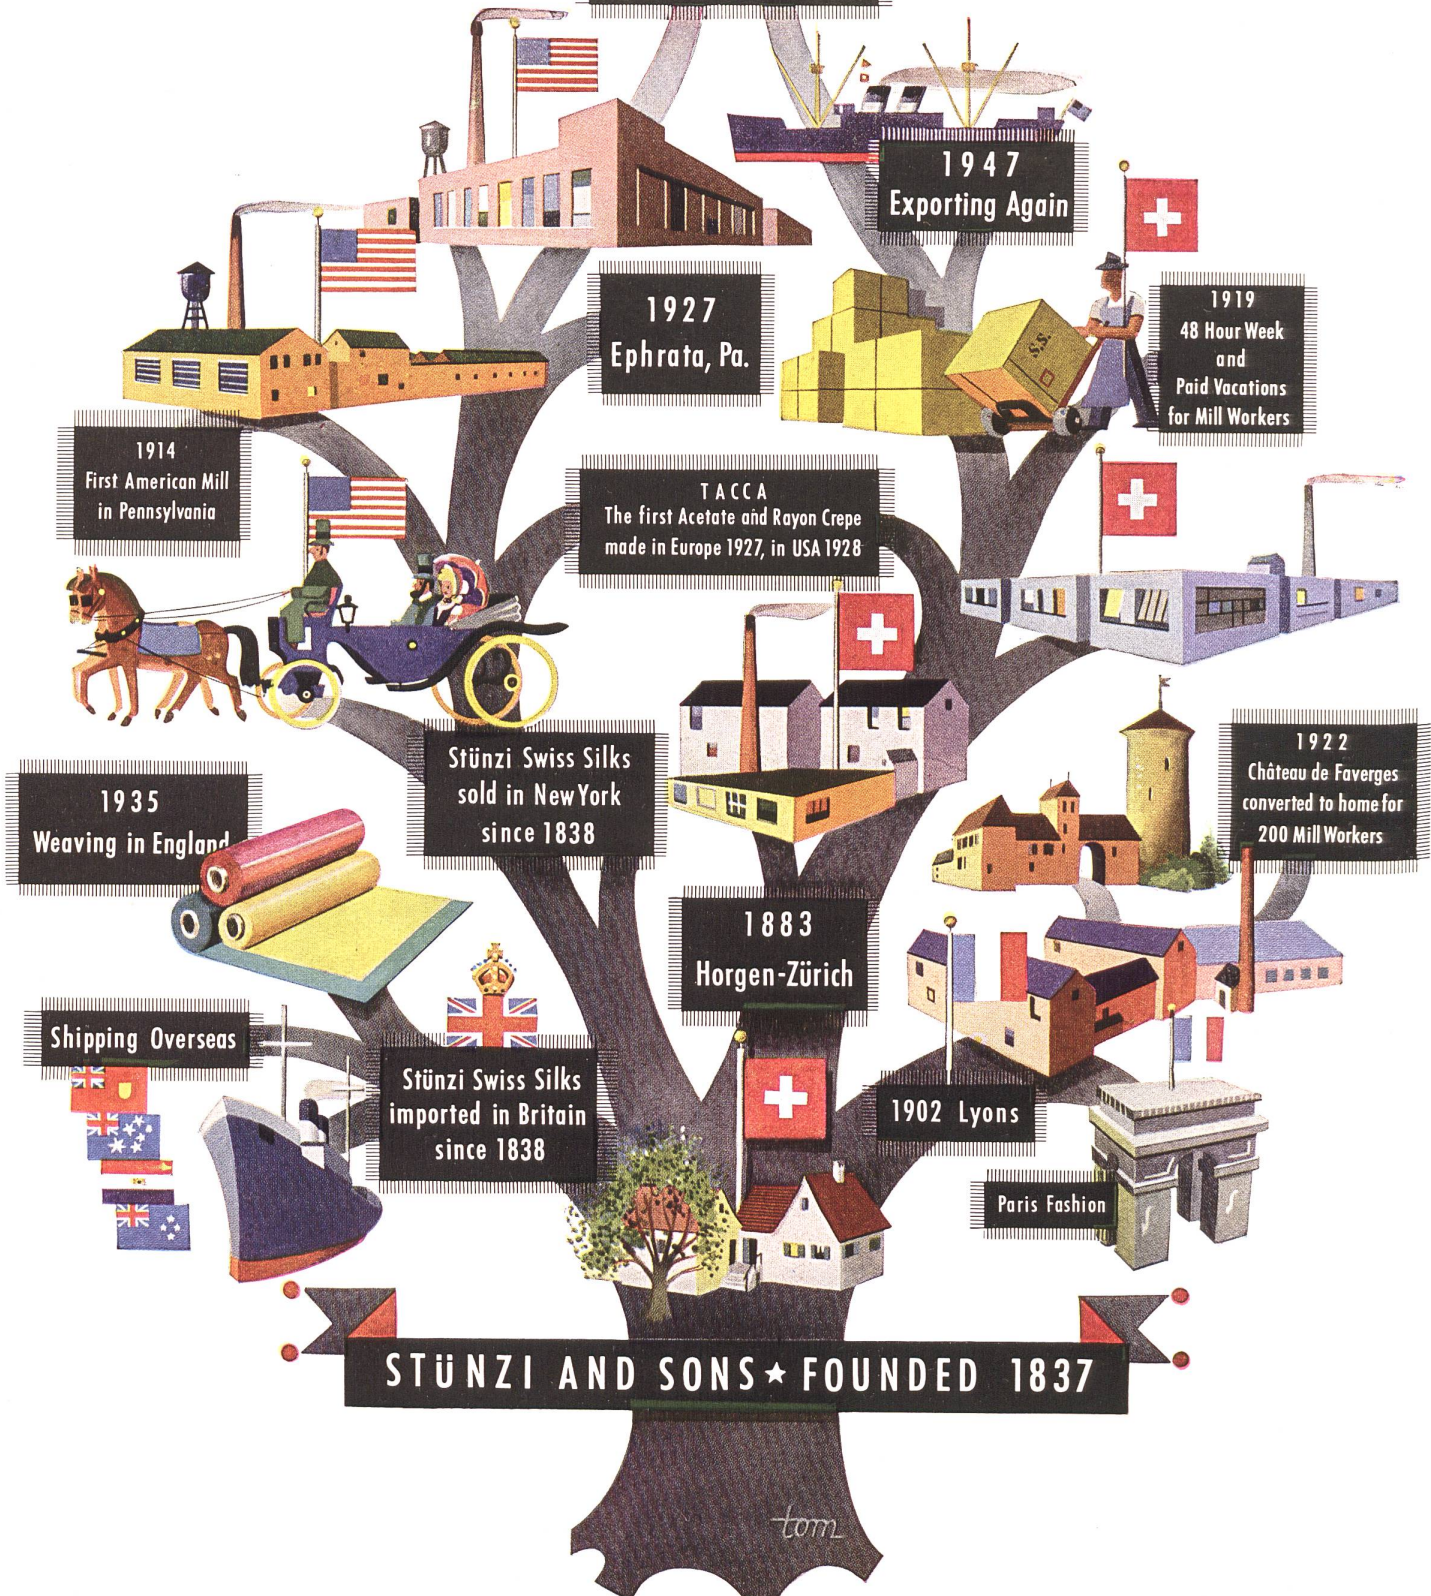 1947
Exporting Again
1927
Ephrata, Pa.
S.S.
1919
48 Hour Week
and
Paid Vacations
for Mill Workers
1914
First American Mill
in Pennsylvania
TACCA
The first Acetate and Rayon Crepe
made in Europe 1927, in USA 1928
1922
Château de Faverges
converted to home for
200 Mill Workers
Stünzi Swiss Silks
sold in New York
since 1838
1935
Weaving in England
1883
Horgen-Zürich
Shipping Overseas
Stünzi Swiss Silks
imported in Britain
since 1838
1902 Lyons
Paris Fashion
STÜNZI AND SONS ★ FOUNDED 1837
tom